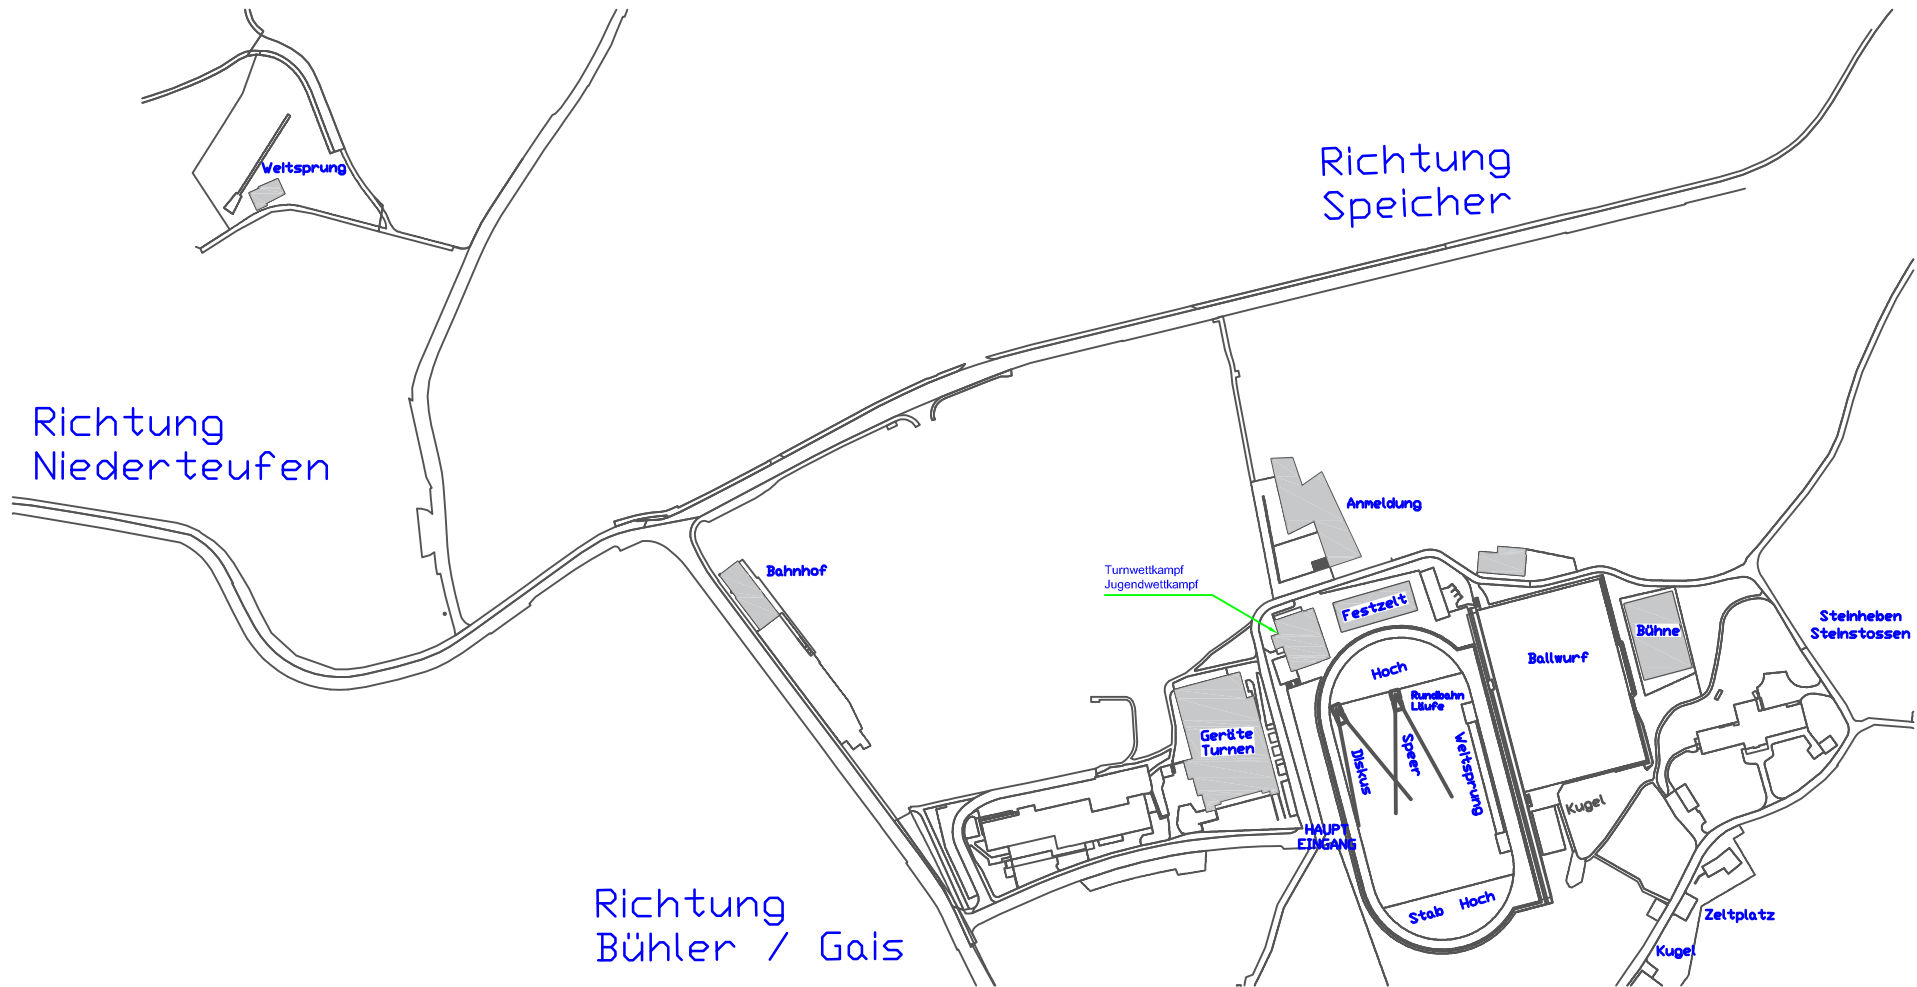 Weitsprung
Richtung
Speicher
Richtung
Niederteufen
Anmeldung
Bahnhof
Turnwettkampf
Jugendwettkampf
Festzelt
Steinheben
Steinstossen
Bühne
Ballwurf
Hoch
Rundbahn
Läufe
Geräte
Turnen
Diskus
Speer
Weitsprung
Kugel
HAUPT
EINGANG
Stab Hoch
Richtung
Bühler / Gais
Zeltplatz
Kugel